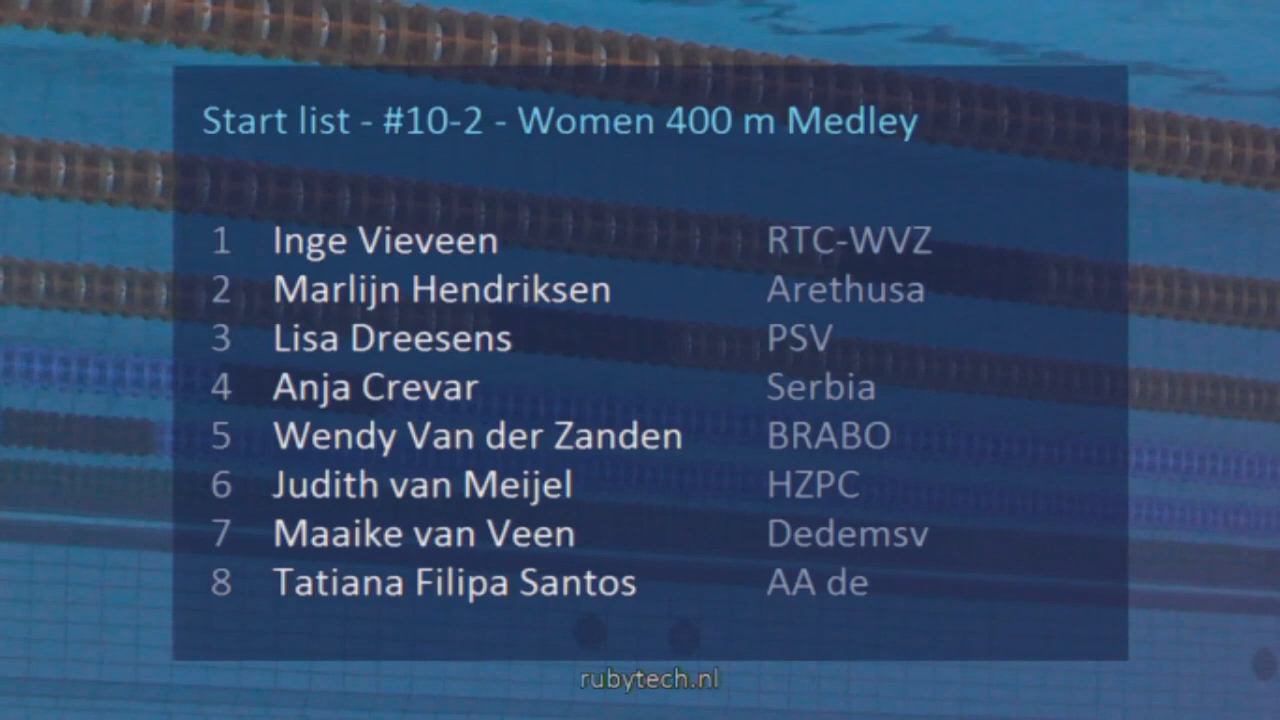 Start list - #10-2 - Women 400 m Medley
1 Inge Vieveen RTC-WVZ
2 Marlijn Hendriksen Arethusa
3 Lisa Dreesens PSV
4 Anja Crevar Serbia
5 Wendy Van der Zanden BRABO
6 Judith van Meijel HZPC
7 Maaike van Veen Dedemsv
8 Tatiana Filipa Santos AA de
rubytech.nl